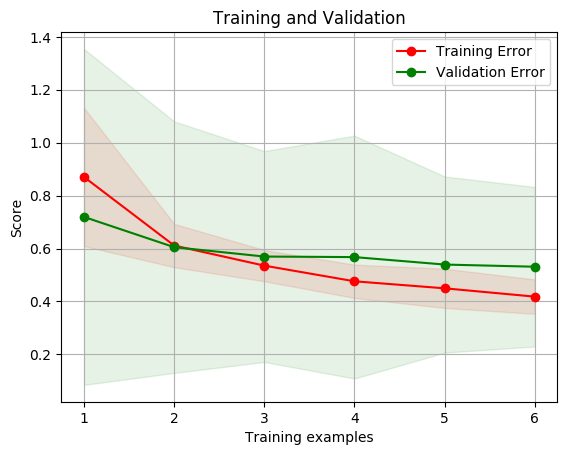 Training and Validation
1.4
1.2
1.0
0.8
0.6
0.4
0.2
Score
Training Error
Validation Error
1 2 3 4 5 6
Training examples